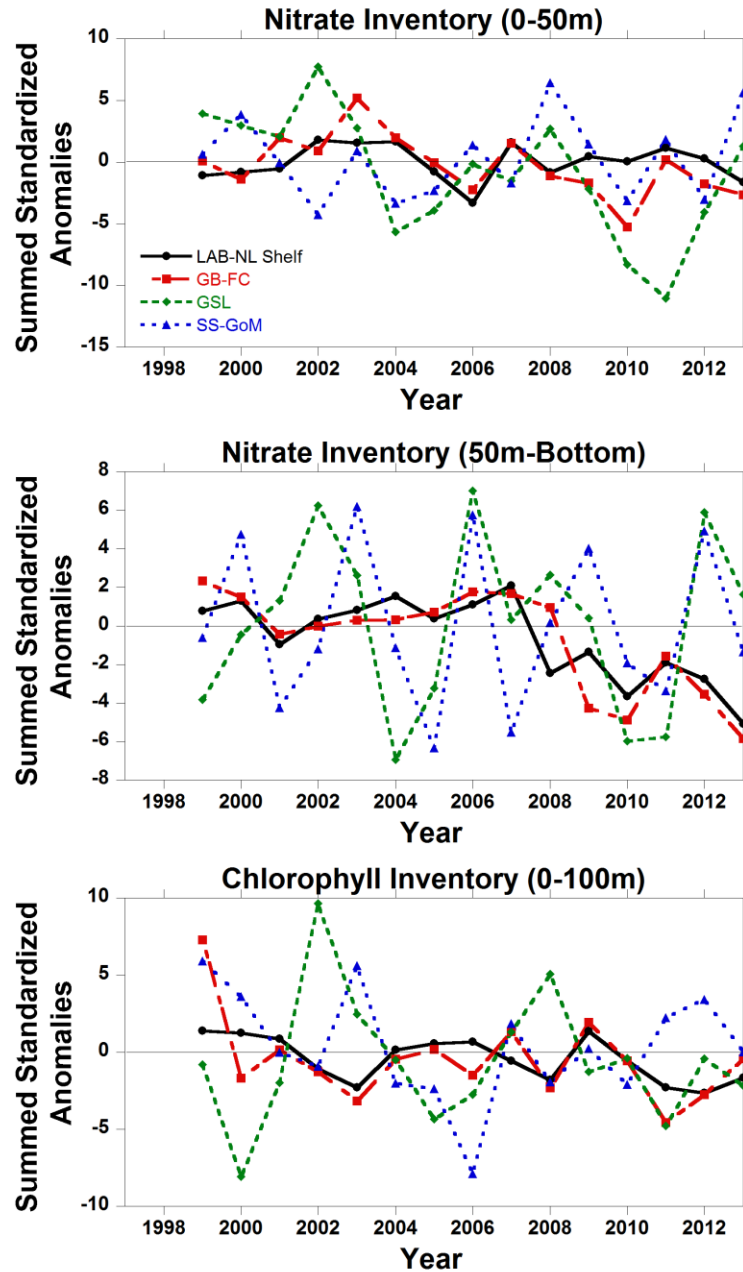 Nitrate Inventory (0-50m)
10
5
0
-5
-10
-15
Summed Standardized
Anomalies
LAB-NL Shelf
GB-FC
GSL
SS-GoM
1998 2000 2002 2004 2006 2008 2010 2012
Year
Nitrate Inventory (50m-Bottom)
8
6
4
2
0
-2
-4
-6
-8
Summed Standardized
Anomalies
1998 2000 2002 2004 2006 2008 2010 2012
Year
Chlorophyll Inventory (0-100m)
10
5
0
-5
-10
Summed Standardized
Anomalies
1998 2000 2002 2004 2006 2008 2010 2012
Year